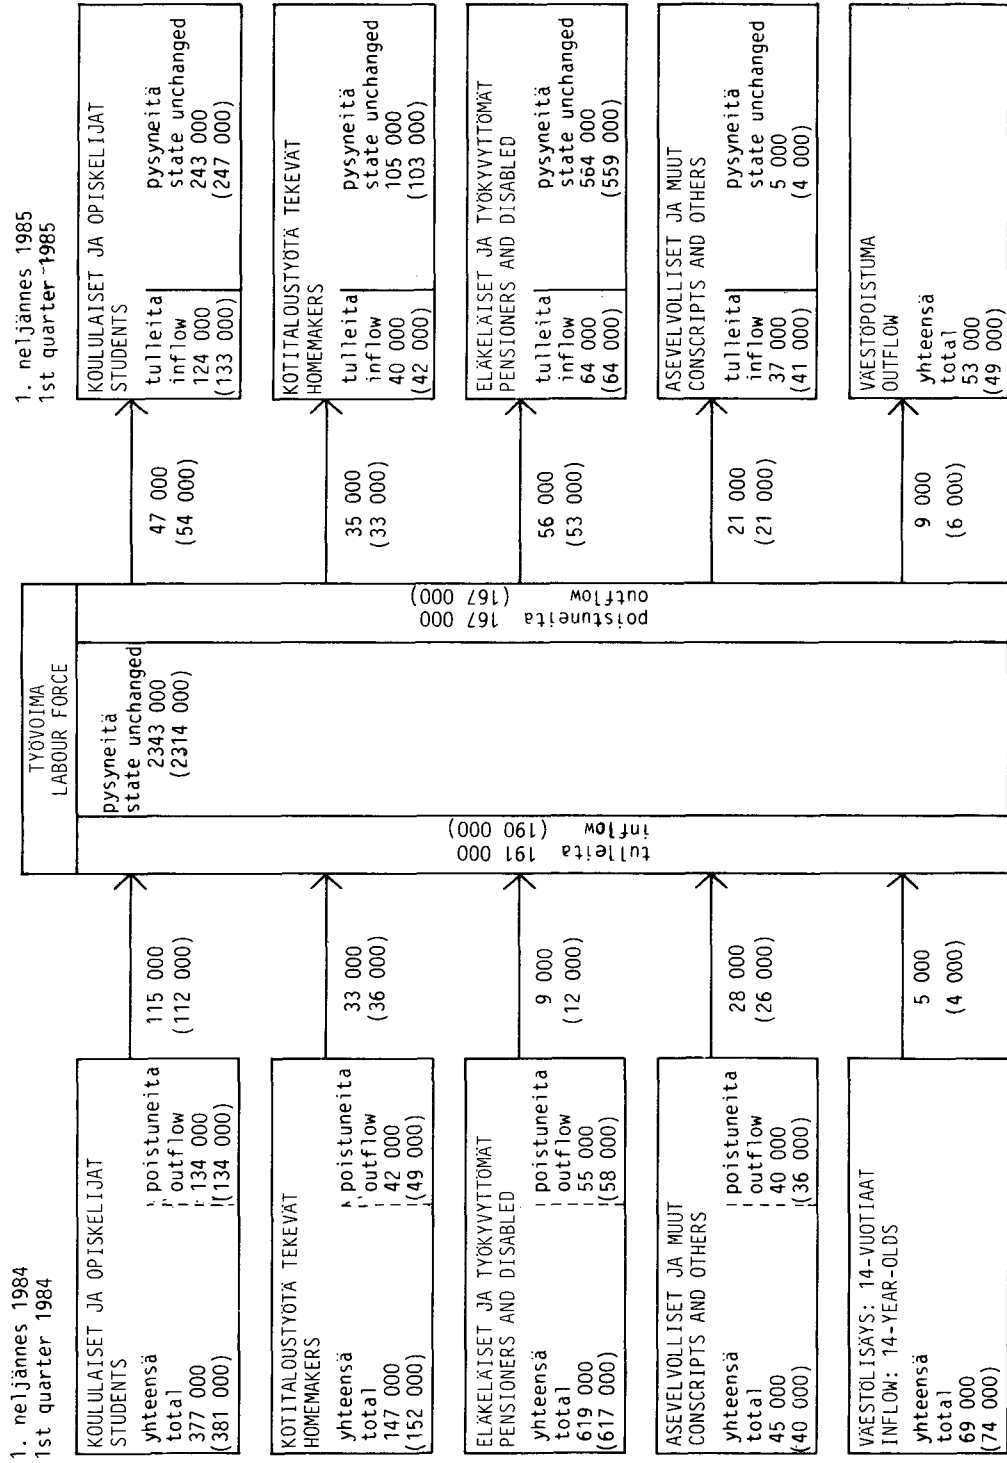 1. neljännes 1984
1st quarter 1984
KOULULAISET JA OPISKELIJAT
STUDENTS
yhteensä
total
377 000
(381 000)
poistuneita
outflow
134 000
(134 000)
KOTITALOUSTYÖTÄ TEKEVÄT
HOMEMAKERS
yhteensä
total
147 000
(152 000)
poistuneita
outflow
42 000
(49 000)
ELÄKELÄISET JA TYÖKYVYTTÖMÄT
PENSIONERS AND DISABLED
yhteensä
total
619 000
(617 000)
poistuneita
outflow
55 000
(58 000)
ASEVELVOLLISET JA MUUT
CONSCRIPTS AND OTHERS
yhteensä
total
45 000
(40 000)
poistuneita
outflow
40 000
(36 000)
VÄESTÖLISÄYS: 14-VUOTIAAT
INFLOW: 14-YEAR-OLDS
yhteensä
total
69 000
(74 000)
115 000
(112 000)
33 000
(36 000)
9 000
(12 000)
28 000
(26 000)
5 000
(4 000)
TYÖVOIMA
LABOUR FORCE
tulleita 191 000
inflow (190 000)
pysyneitä
state unchanged
2343 000
(2314 000)
poistuneita 167 000
outflow (167 000)
47 000
(54 000)
35 000
(33 000)
56 000
(53 000)
21 000
(21 000)
9 000
(6 000)
1. neljännes 1985
1st quarter 1985
KOULULAISET JA OPISKELIJAT
STUDENTS
tulleita
inflow
124 000
(133 000)
pysyneitä
state unchanged
243 000
(247 000)
KOTITALOUSTYÖTÄ TEKEVÄT
HOMEMAKERS
tulleita
inflow
40 000
(42 000)
pysyneitä
state unchanged
105 000
(103 000)
ELÄKELÄISET JA TYÖKYVYTTÖMÄT
PENSIONERS AND DISABLED
tulleita
inflow
64 000
(64 000)
pysyneitä
state unchanged
564 000
(559 000)
ASEVELVOLLISET JA MUUT
CONSCRIPTS AND OTHERS
tulleita
inflow
37 000
(41 000)
pysyneitä
state unchanged
5 000
(4 000)
VÄESTÖPOISTUMA
OUTFLOW
yhteensä
total
53 000
(49 000)